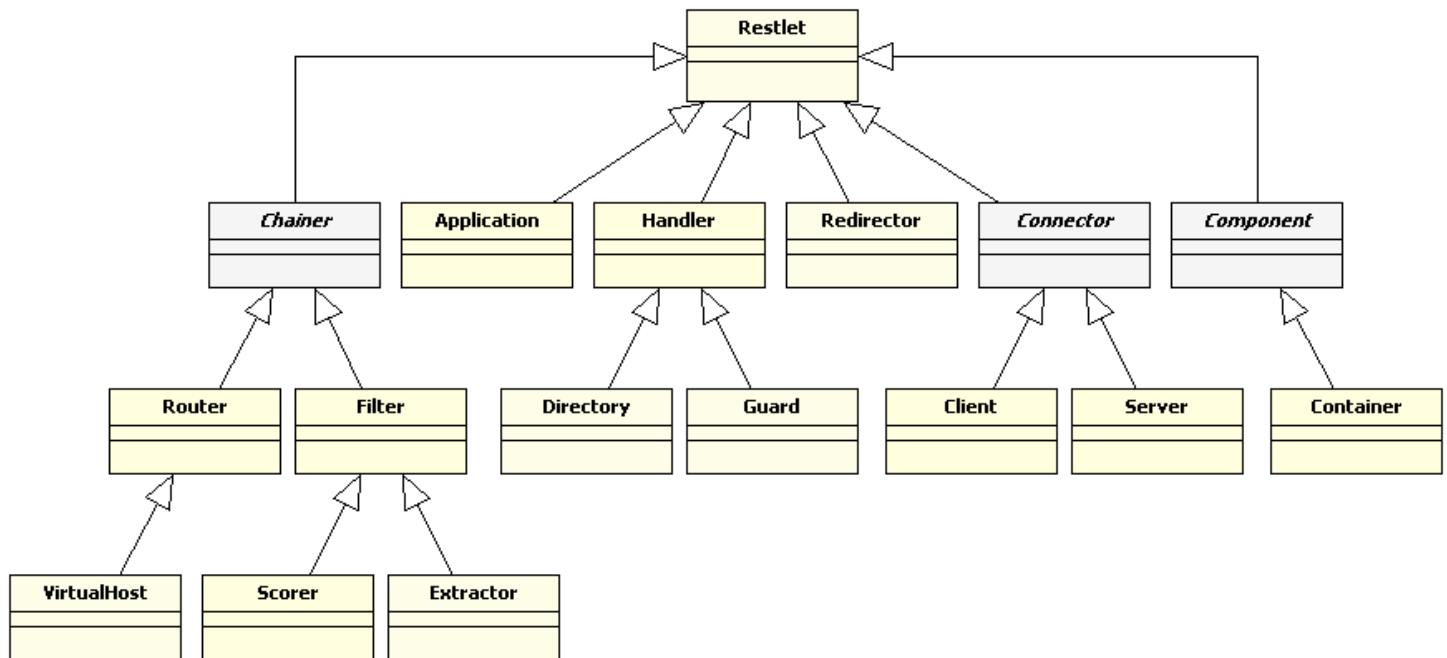 Restlet
Chainer
Application
Handler
Redirector
Connector
Component
Router
Filter
Directory
Guard
Client
Server
Container
VirtualHost
Scorer
Extractor